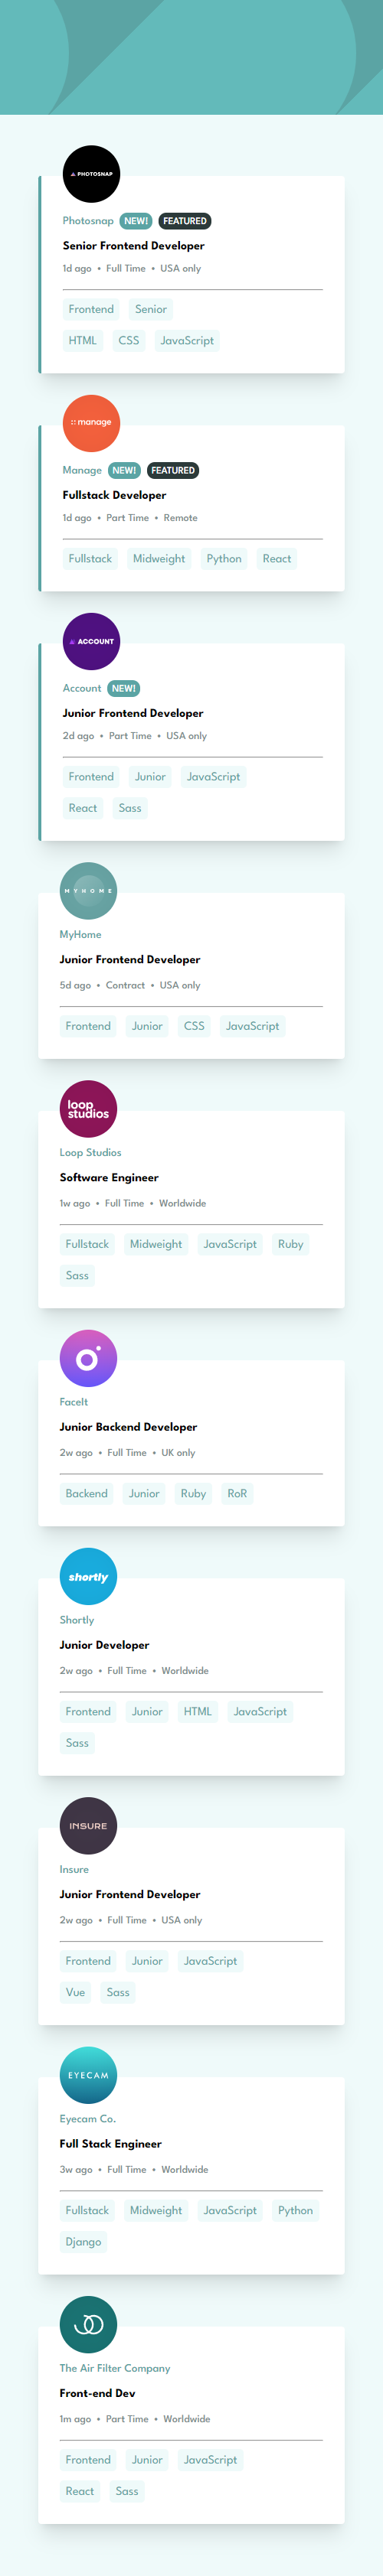 PHOTOSNAP
Photosnap NEW! FEATURED
Senior Frontend Developer
1d ago • Full Time • USA only
Frontend Senior
HTML CSS JavaScript
manage
Manage NEW! FEATURED
Fullstack Developer
1d ago • Part Time • Remote
Fullstack Midweight Python React
ACCOUNT
Account NEW!
Junior Frontend Developer
2d ago • Part Time • USA only
Frontend Junior JavaScript
React Sass
MYHOME
MyHome
Junior Frontend Developer
5d ago • Contract • USA only
Frontend Junior CSS JavaScript
loop
studios
Loop Studios
Software Engineer
1w ago • Full Time • Worldwide
Fullstack Midweight JavaScript Ruby
Sass
FaceIt
Junior Backend Developer
2w ago • Full Time • UK only
Backend Junior Ruby RoR
shortly
Shortly
Junior Developer
2w ago • Full Time • Worldwide
Frontend Junior HTML JavaScript
Sass
INSURE
Insure
Junior Frontend Developer
2w ago • Full Time • USA only
Frontend Junior JavaScript
Vue Sass
EYECAM
Eyecam Co.
Full Stack Engineer
3w ago • Full Time • Worldwide
Fullstack Midweight JavaScript Python
Django
The Air Filter Company
Front-end Dev
1m ago • Part Time • Worldwide
Frontend Junior JavaScript
React Sass